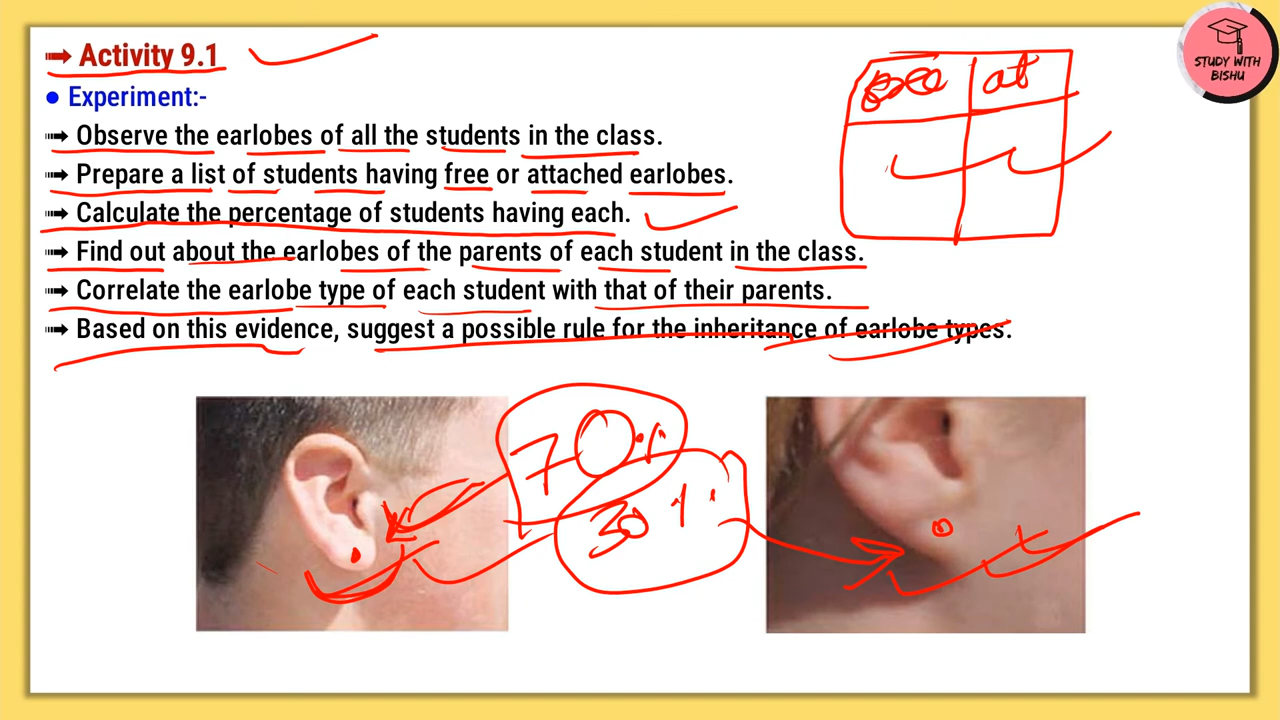 Activity 9.1
STUDY WITH
BISHU
free at
● Experiment:-
Observe the earlobes of all the students in the class.
Prepare a list of students having free or attached earlobes.
Calculate the percentage of students having each.
Find out about the earlobes of the parents of each student in the class.
Correlate the earlobe type of each student with that of their parents.
Based on this evidence, suggest a possible rule for the inheritance of earlobe types.
70%
30%